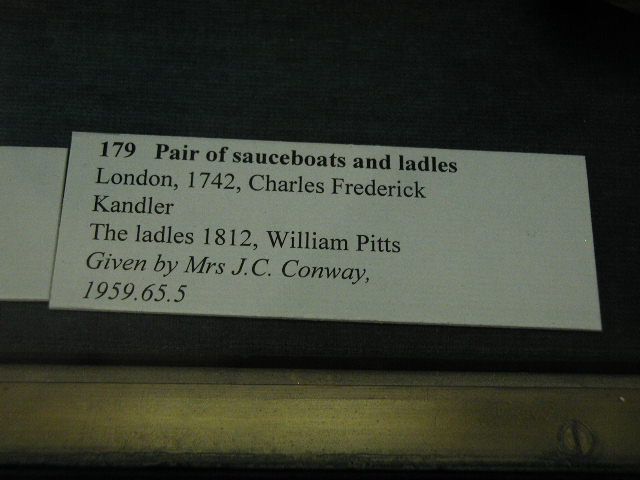 179 Pair of sauceboats and ladles
London, 1742, Charles Frederick
Kandler
The ladles 1812, William Pitts
Given by Mrs J.C. Conway,
1959.65.5